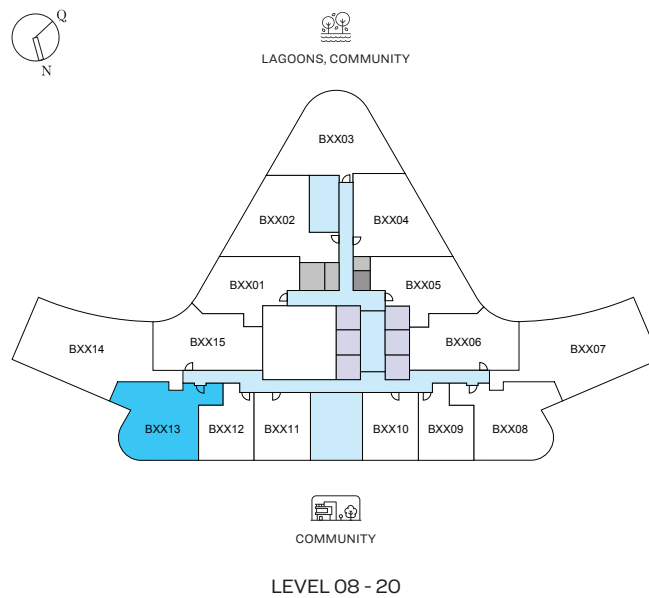 Q
N
LAGOONS, COMMUNITY
BXX03
BXX02
BXX04
BXX01
BXX05
BXX14
BXX15
BXX06
BXX07
BXX13
BXX12
BXX11
BXX10
BXX09
BXX08
COMMUNITY
LEVEL 08 - 20